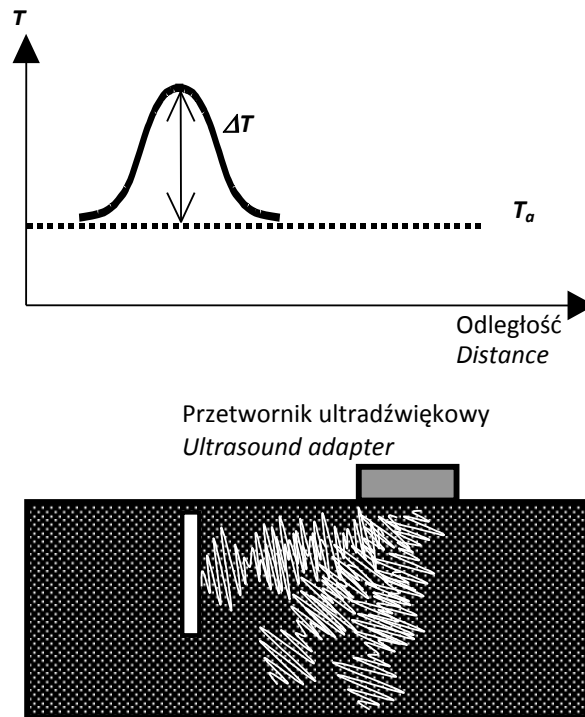 T
ΔT
Tₐ
Odległość
Distance
Przetwornik ultradźwiękowy
Ultrasound adapter